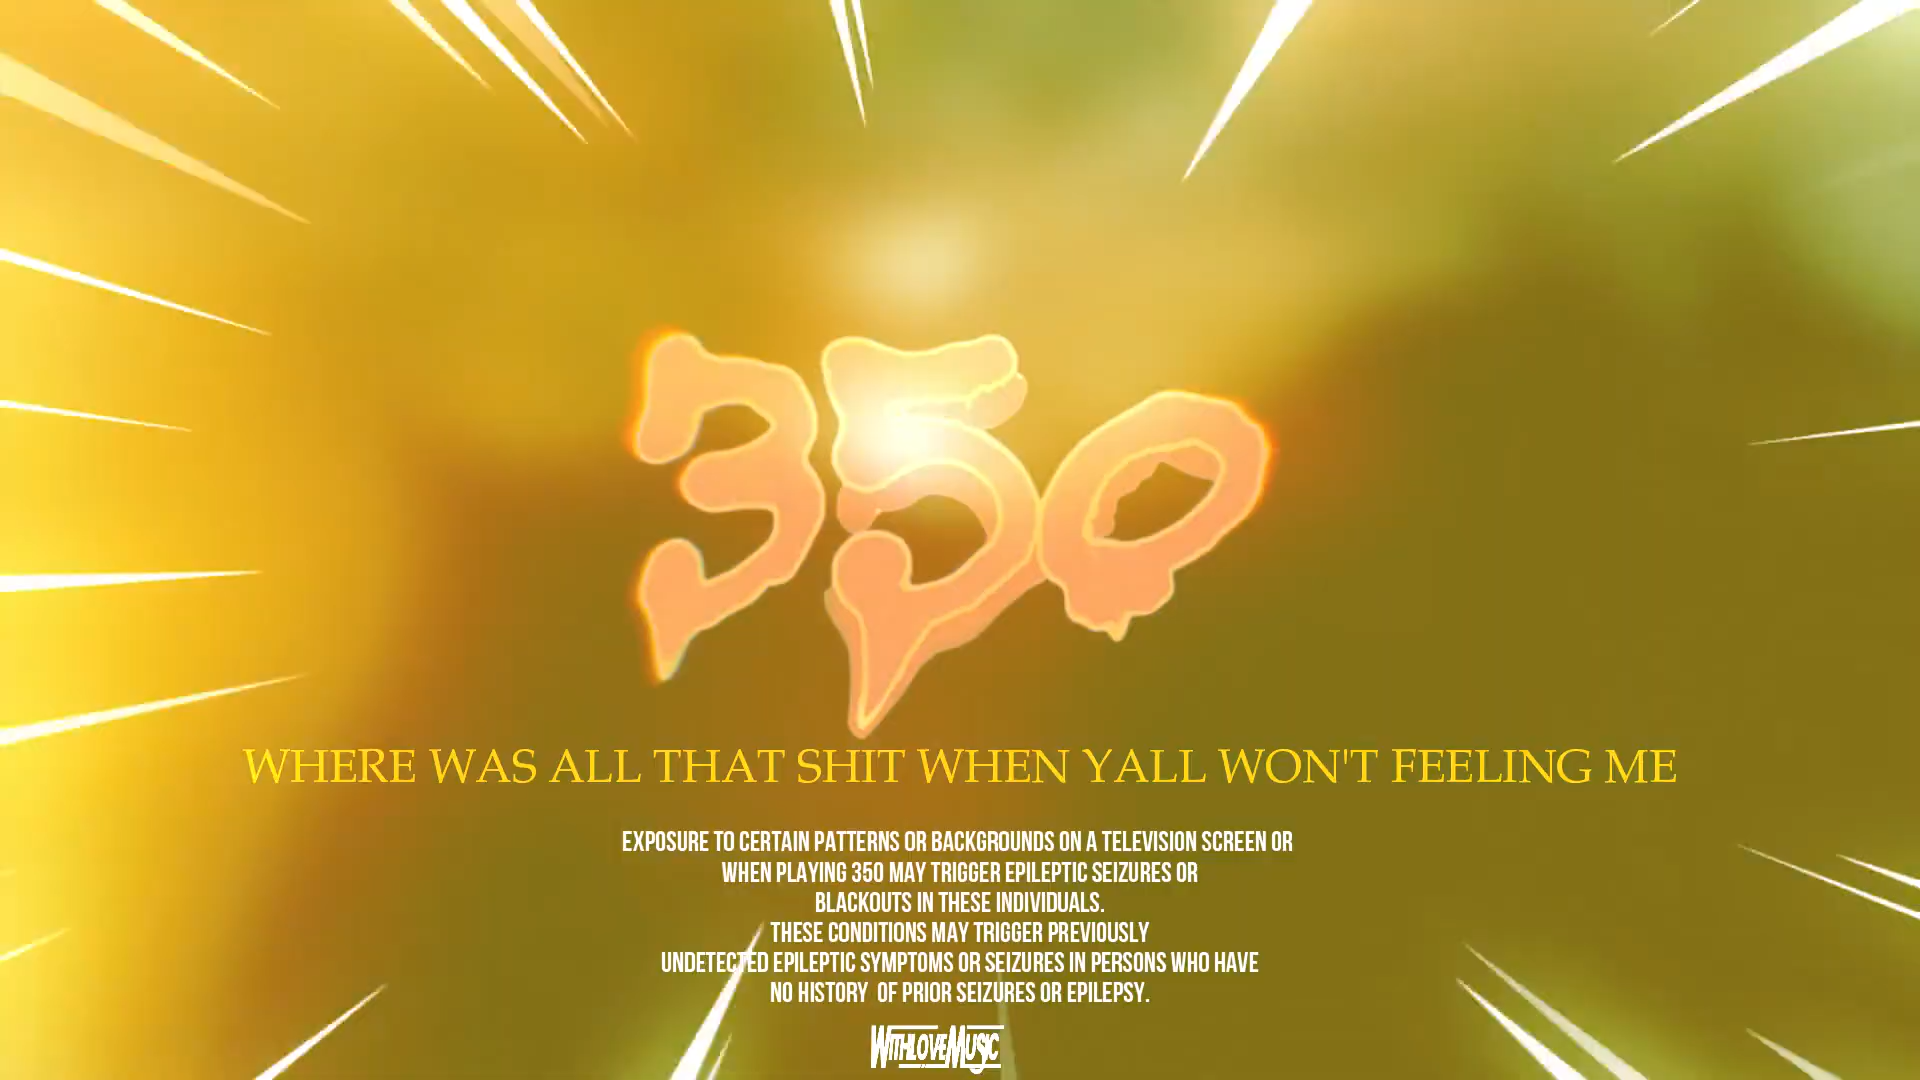 350
WHERE WAS ALL THAT SHIT WHEN YALL WON'T FEELING ME
EXPOSURE TO CERTAIN PATTERNS OR BACKGROUNDS ON A TELEVISION SCREEN OR
WHEN PLAYING 350 MAY TRIGGER EPILEPTIC SEIZURES OR
BLACKOUTS IN THESE INDIVIDUALS.
THESE CONDITIONS MAY TRIGGER PREVIOUSLY
UNDETECTED EPILEPTIC SYMPTOMS OR SEIZURES IN PERSONS WHO HAVE
NO HISTORY OF PRIOR SEIZURES OR EPILEPSY.
WITHLOVEMUSIC